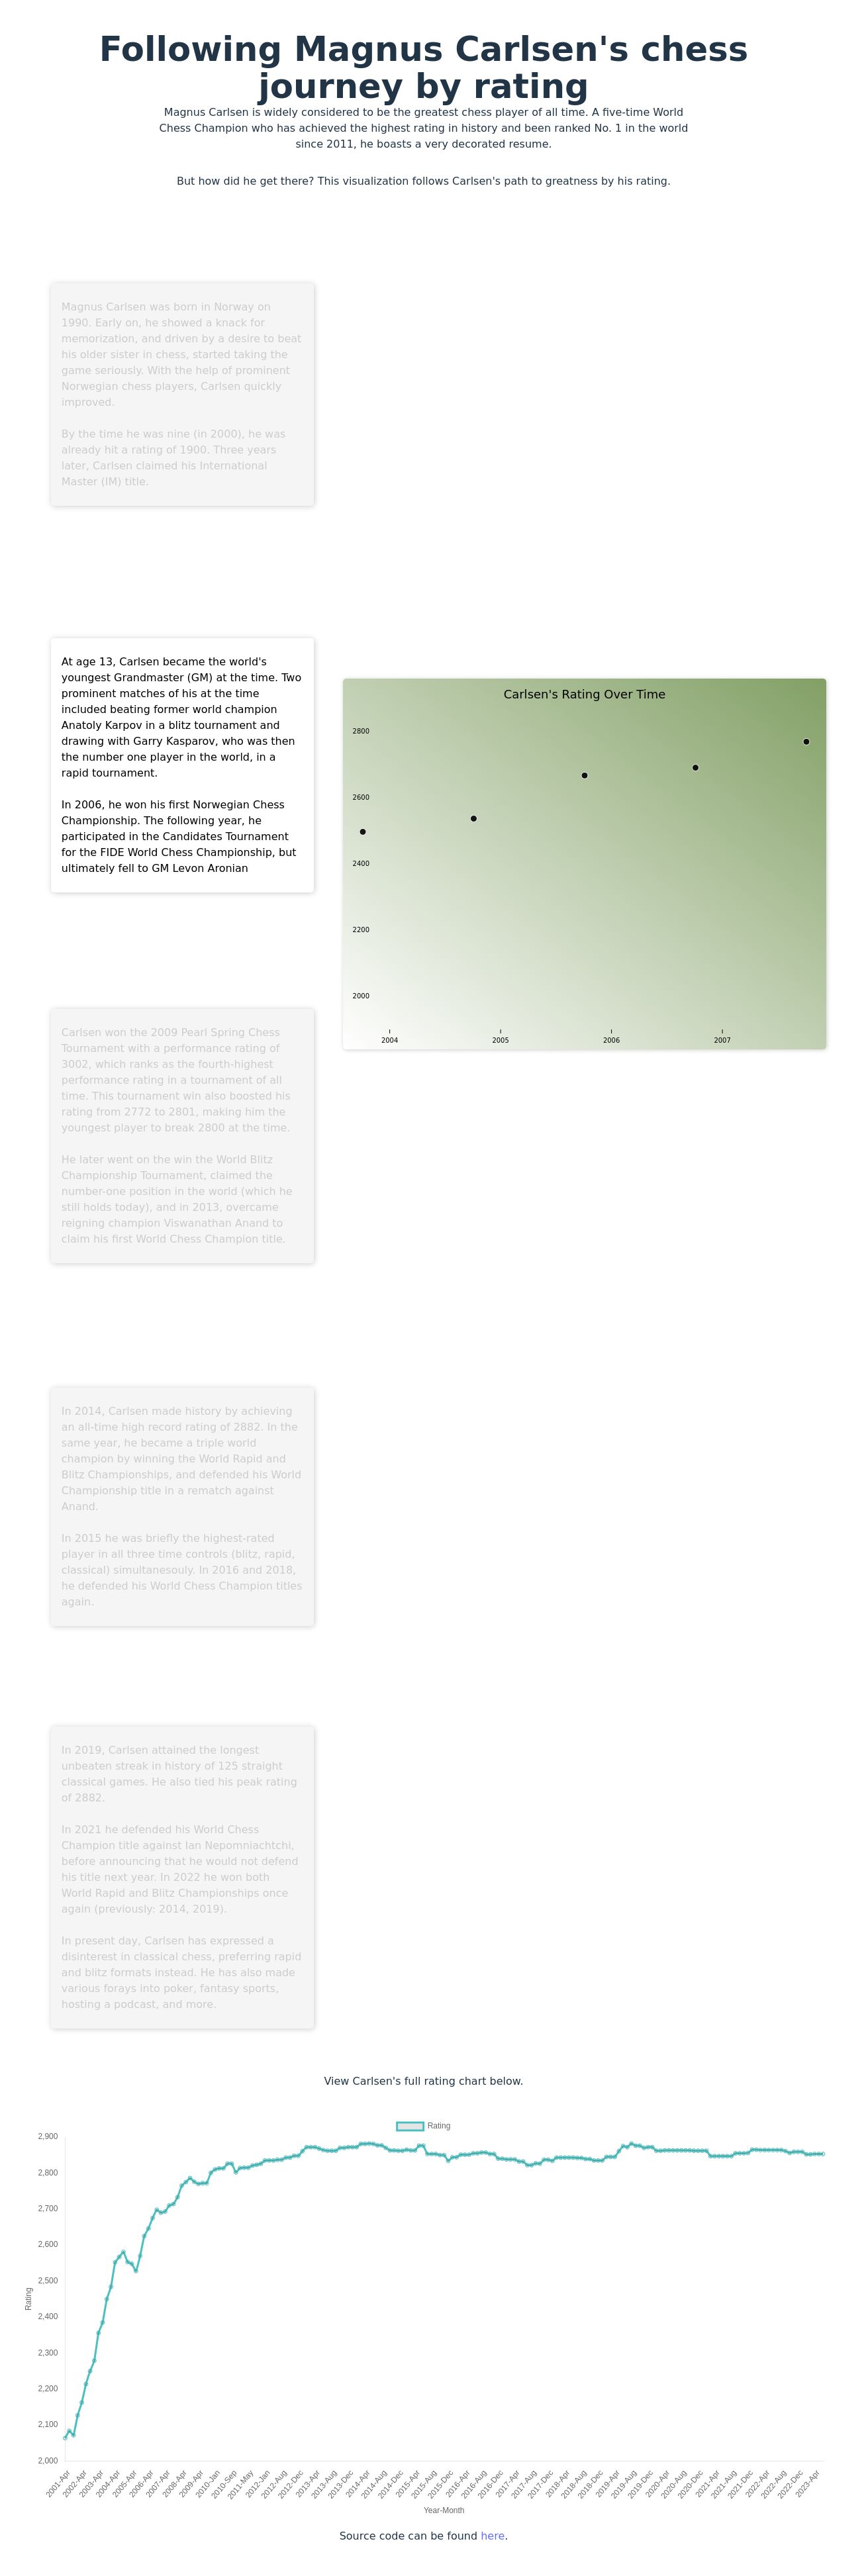 Following Magnus Carlsen's chess
journey by rating
Magnus Carlsen is widely considered to be the greatest chess player of all time. A five-time World
Chess Champion who has achieved the highest rating in history and been ranked No. 1 in the world
since 2011, he boasts a very decorated resume.
But how did he get there? This visualization follows Carlsen's path to greatness by his rating.
Magnus Carlsen was born in Norway on
1990. Early on, he showed a knack for
memorization, and driven by a desire to beat
his older sister in chess, started taking the
game seriously. With the help of prominent
Norwegian chess players, Carlsen quickly
improved.
By the time he was nine (in 2000), he was
already hit a rating of 1900. Three years
later, Carlsen claimed his International
Master (IM) title.
At age 13, Carlsen became the world's
youngest Grandmaster (GM) at the time. Two
prominent matches of his at the time
included beating former world champion
Anatoly Karpov in a blitz tournament and
drawing with Garry Kasparov, who was then
the number one player in the world, in a
rapid tournament.
In 2006, he won his first Norwegian Chess
Championship. The following year, he
participated in the Candidates Tournament
for the FIDE World Chess Championship, but
ultimately fell to GM Levon Aronian
Carlsen's Rating Over Time
2800
2600
2400
2200
2000
2004
2005
2006
2007
Carlsen won the 2009 Pearl Spring Chess
Tournament with a performance rating of
3002, which ranks as the fourth-highest
performance rating in a tournament of all
time. This tournament win also boosted his
rating from 2772 to 2801, making him the
youngest player to break 2800 at the time.
He later went on the win the World Blitz
Championship Tournament, claimed the
number-one position in the world (which he
still holds today), and in 2013, overcame
reigning champion Viswanathan Anand to
claim his first World Chess Champion title.
In 2014, Carlsen made history by achieving
an all-time high record rating of 2882. In the
same year, he became a triple world
champion by winning the World Rapid and
Blitz Championships, and defended his World
Championship title in a rematch against
Anand.
In 2015 he was briefly the highest-rated
player in all three time controls (blitz, rapid,
classical) simultanesouly. In 2016 and 2018,
he defended his World Chess Champion titles
again.
In 2019, Carlsen attained the longest
unbeaten streak in history of 125 straight
classical games. He also tied his peak rating
of 2882.
In 2021 he defended his World Chess
Champion title against Ian Nepomniachtchi,
before announcing that he would not defend
his title next year. In 2022 he won both
World Rapid and Blitz Championships once
again (previously: 2014, 2019).
In present day, Carlsen has expressed a
disinterest in classical chess, preferring rapid
and blitz formats instead. He has also made
various forays into poker, fantasy sports,
hosting a podcast, and more.
View Carlsen's full rating chart below.
Rating
2,900
2,800
2,700
2,600
2,500
2,400
2,300
2,200
2,100
2,000
Rating
2001-Apr
2002-Apr
2003-Apr
2004-Apr
2005-Apr
2006-Apr
2007-Apr
2008-Apr
2009-Apr
2010-Jan
2010-Sep
2011-May
2012-Jan
2012-Aug
2012-Dec
2013-Apr
2013-Aug
2013-Dec
2014-Apr
2014-Aug
2014-Dec
2015-Apr
2015-Aug
2015-Dec
2016-Apr
2016-Aug
2016-Dec
2017-Apr
2017-Aug
2017-Dec
2018-Apr
2018-Aug
2018-Dec
2019-Apr
2019-Aug
2019-Dec
2020-Apr
2020-Aug
2020-Dec
2021-Apr
2021-Aug
2021-Dec
2022-Apr
2022-Aug
2022-Dec
2023-Apr
Year-Month
Source code can be found here.